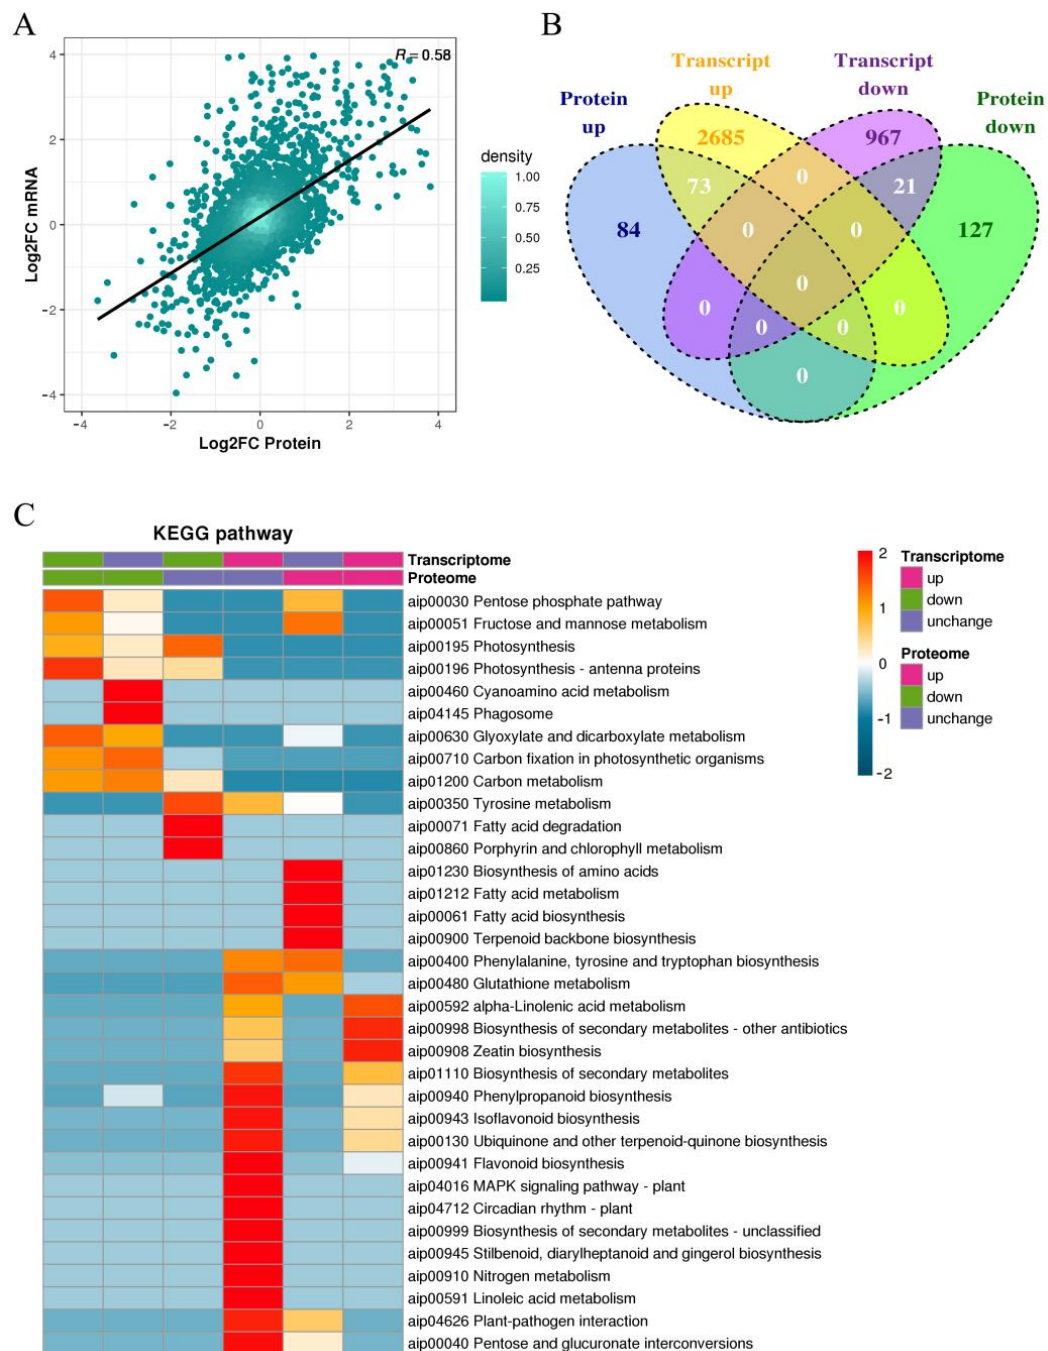 A
R = 0.58
4
2
0
−2
−4
−4 −2 0 2 4
Log2FC mRNA
Log2FC Protein
density
1.00
0.75
0.50
0.25
B
Transcript
up
Transcript
down
Protein
up
Protein
down
2685
967
73
0
21
84
0
0
127
0
0
0
0
0
0
C
KEGG pathway
Transcriptome
Proteome
aip00030 Pentose phosphate pathway
aip00051 Fructose and mannose metabolism
aip00195 Photosynthesis
aip00196 Photosynthesis - antenna proteins
aip00460 Cyanoamino acid metabolism
aip04145 Phagosome
aip00630 Glyoxylate and dicarboxylate metabolism
aip00710 Carbon fixation in photosynthetic organisms
aip01200 Carbon metabolism
aip00350 Tyrosine metabolism
aip00071 Fatty acid degradation
aip00860 Porphyrin and chlorophyll metabolism
aip01230 Biosynthesis of amino acids
aip01212 Fatty acid metabolism
aip00061 Fatty acid biosynthesis
aip00900 Terpenoid backbone biosynthesis
aip00400 Phenylalanine, tyrosine and tryptophan biosynthesis
aip00480 Glutathione metabolism
aip00592 alpha-Linolenic acid metabolism
aip00998 Biosynthesis of secondary metabolites - other antibiotics
aip00908 Zeatin biosynthesis
aip01110 Biosynthesis of secondary metabolites
aip00940 Phenylpropanoid biosynthesis
aip00943 Isoflavonoid biosynthesis
aip00130 Ubiquinone and other terpenoid-quinone biosynthesis
aip00941 Flavonoid biosynthesis
aip04016 MAPK signaling pathway - plant
aip04712 Circadian rhythm - plant
aip00999 Biosynthesis of secondary metabolites - unclassified
aip00945 Stilbenoid, diarylheptanoid and gingerol biosynthesis
aip00910 Nitrogen metabolism
aip00591 Linoleic acid metabolism
aip04626 Plant-pathogen interaction
aip00040 Pentose and glucuronate interconversions
2
1
0
-1
-2
Transcriptome
up
down
unchange
Proteome
up
down
unchange